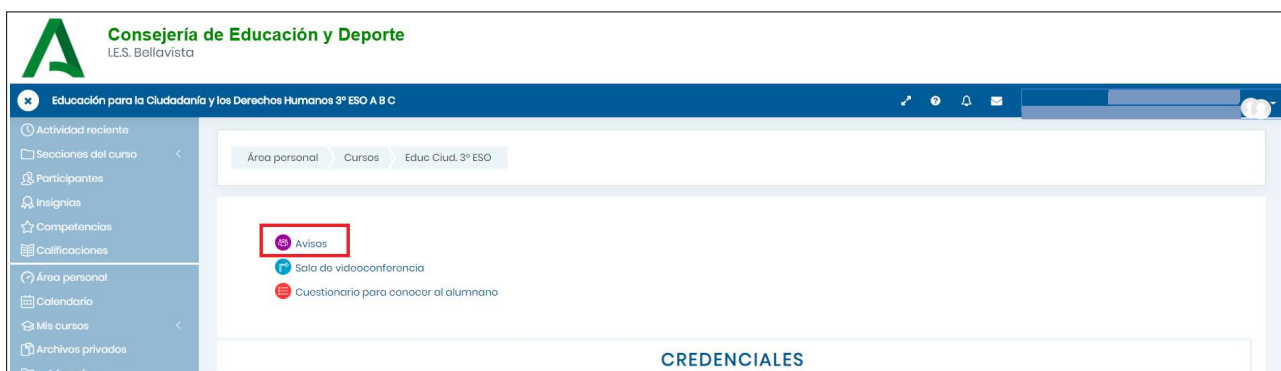 Consejería de Educación y Deporte
I.E.S. Bellavista
Educación para la Ciudadanía y los Derechos Humanos 3º ESO A B C
Actividad reciente
Secciones del curso
Participantes
Insignias
Competencias
Calificaciones
Área personal
Calendario
Mis cursos
Archivos privados
Área personal Cursos Educ Ciud. 3º ESO
Avisos
Sala de videoconferencia
Cuestionario para conocer al alumnano
CREDENCIALES